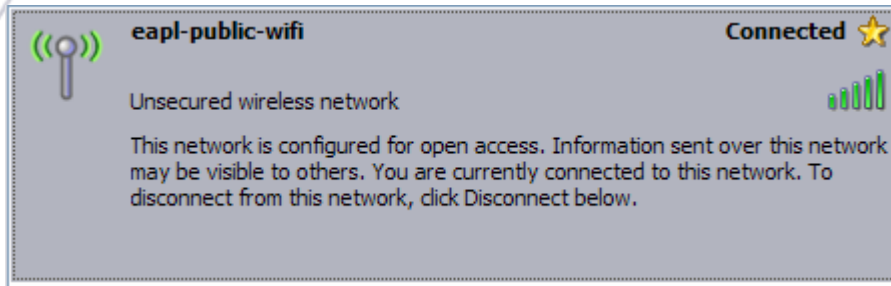 eapl-public-wifi Connected
Unsecured wireless network
This network is configured for open access. Information sent over this network
may be visible to others. You are currently connected to this network. To
disconnect from this network, click Disconnect below.